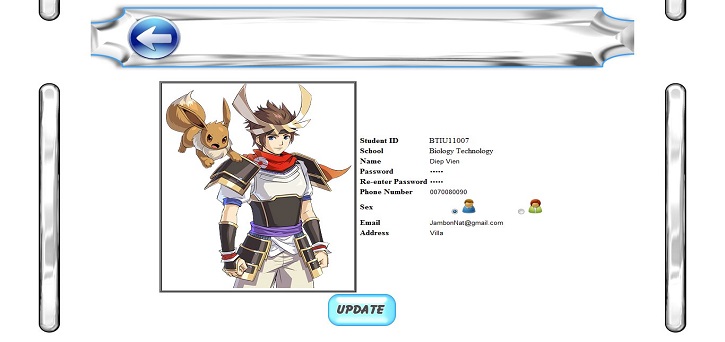 Student ID BTIU11007
School Biology Technology
Name Diep Vien
Password •••••
Re-enter Password •••••
Phone Number 0070080090
Sex
Email JambonNat@gmail.com
Address Villa
UPDATE